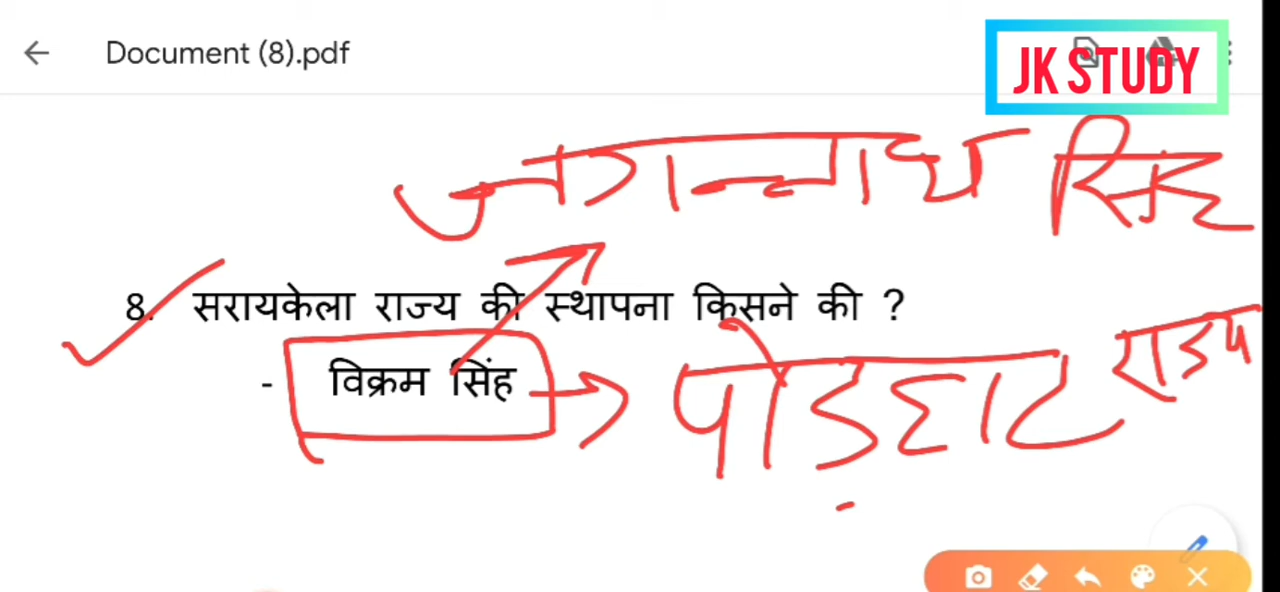 Document (8).pdf
JK STUDY
जगन्नाथ सिंह
8. सरायकेला राज्य की स्थापना किसने की ?
- विक्रम सिंह
पोड़हाट राज्य